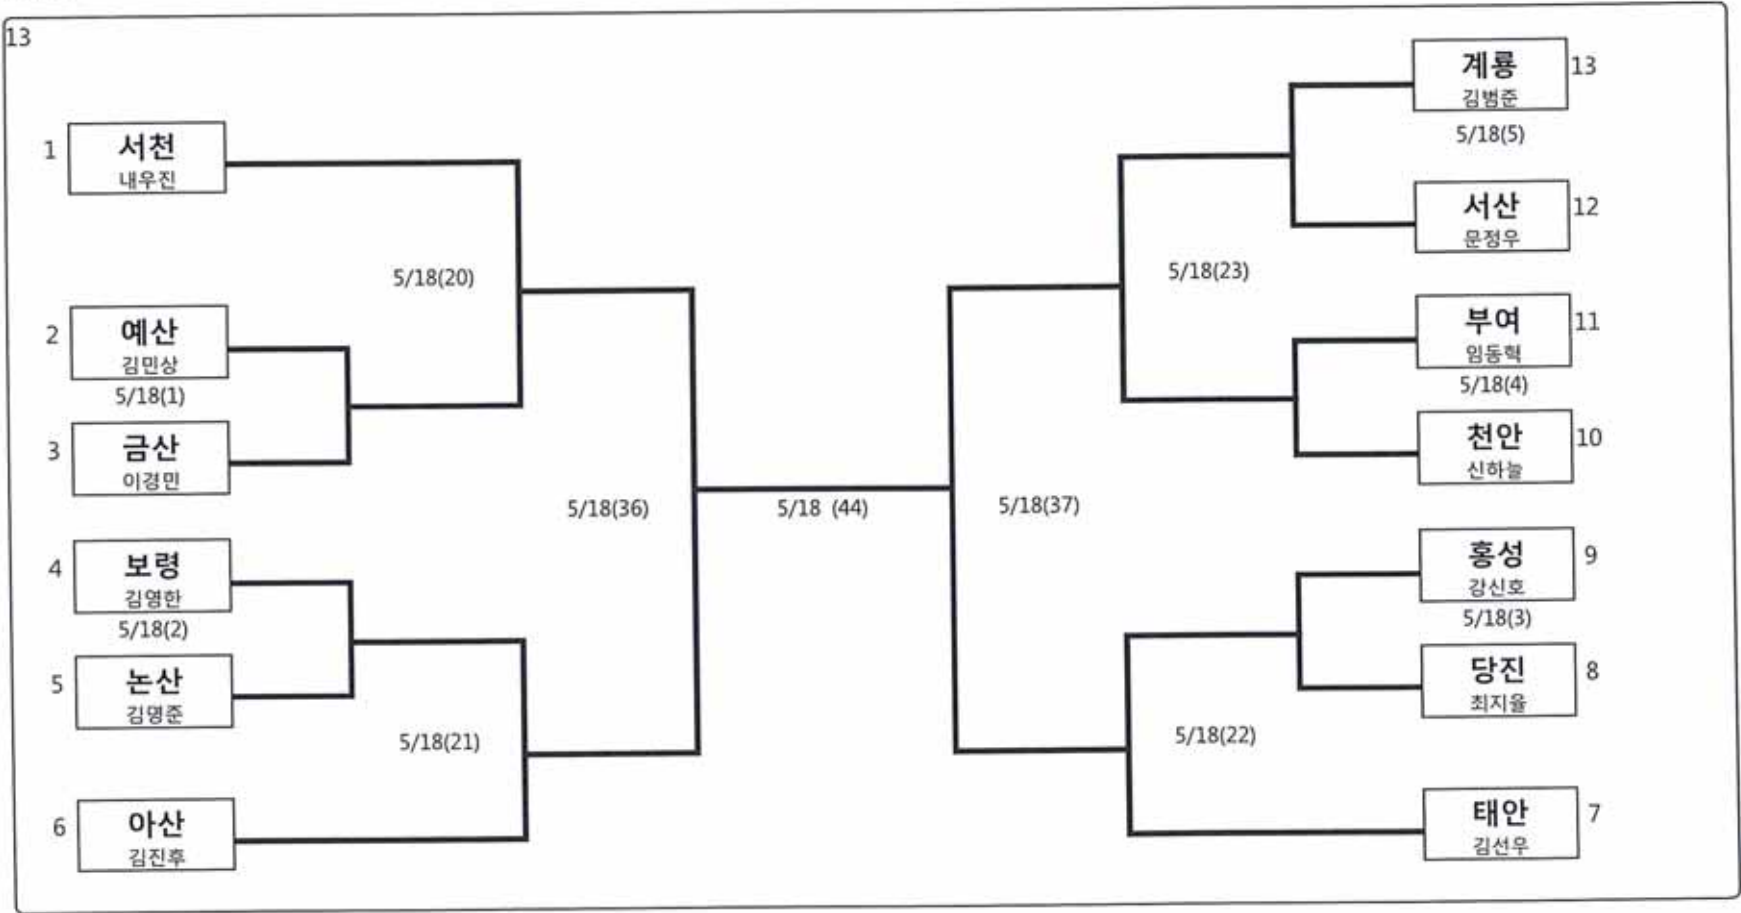 13
1
서천
내우진
5/18(20)
2
예산
김민상
5/18(1)
3
금산
이경민
5/18(36)
4
보령
김영한
5/18(2)
5
논산
김명준
5/18(21)
6
아산
김진후
5/18 (44)
계룡
김범준
13
5/18(5)
서산
문정우
12
5/18(23)
부여
임동혁
11
5/18(4)
천안
신하늘
10
5/18(37)
홍성
강신호
9
5/18(3)
당진
최지율
8
5/18(22)
태안
김선우
7